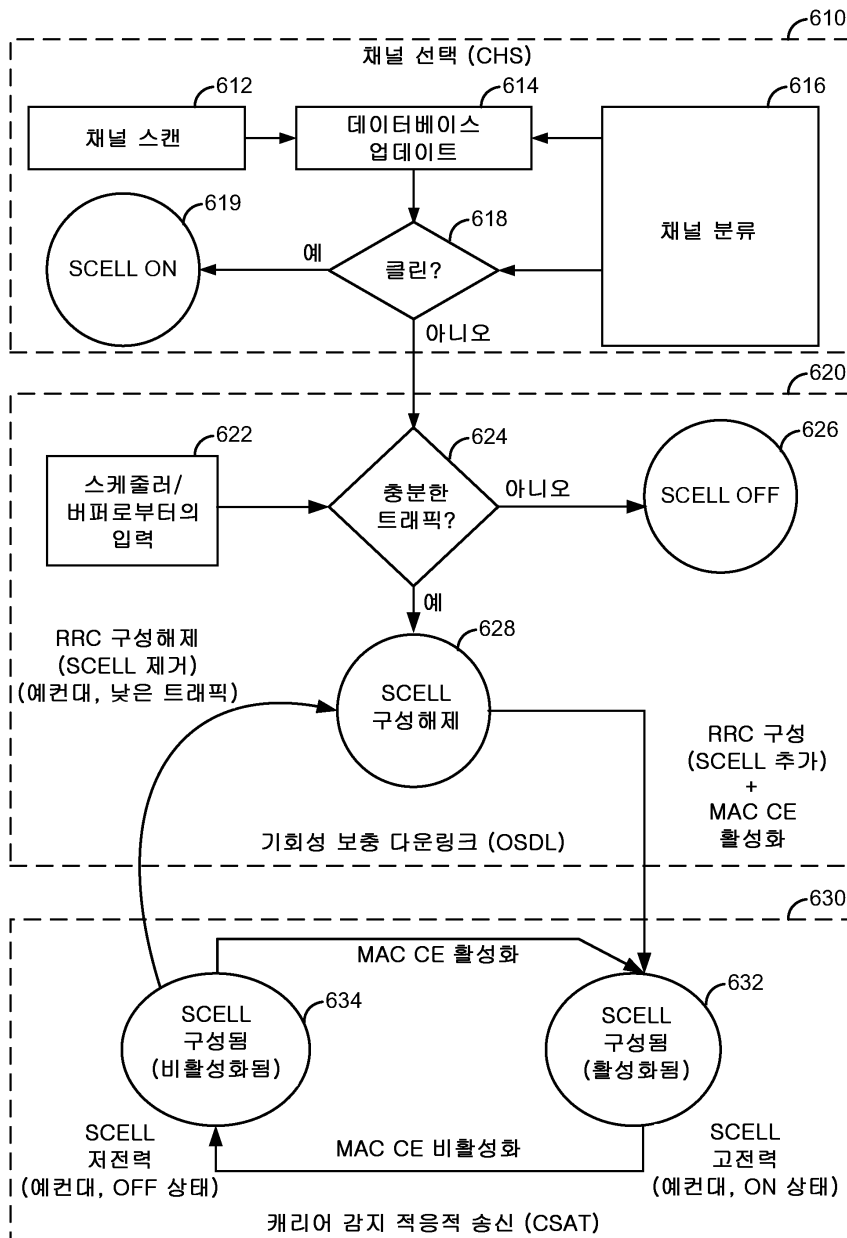 610
채널 선택 (CHS)
612
614
616
채널 스캔
데이터베이스
업데이트
채널 분류
619
618
SCELL ON
예
클린?
아니오
620
622
624
626
스케줄러/
버퍼로부터의
입력
충분한
트래픽?
아니오
SCELL OFF
예
628
RRC 구성해제
(SCELL 제거)
(예컨대, 낮은 트래픽)
SCELL
구성해제
RRC 구성
(SCELL 추가)
+
MAC CE
활성화
기회성 보충 다운링크 (OSDL)
630
MAC CE 활성화
634
632
SCELL
구성됨
(비활성화됨)
SCELL
구성됨
(활성화됨)
SCELL
저전력
(예컨대, OFF 상태)
MAC CE 비활성화
SCELL
고전력
(예컨대, ON 상태)
캐리어 감지 적응적 송신 (CSAT)